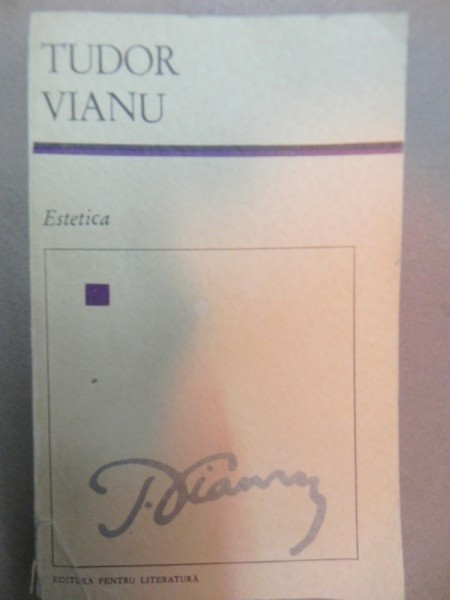 TUDOR
VIANU
Estetica
T. Vianu
EDITURA PENTRU LITERATURĂ